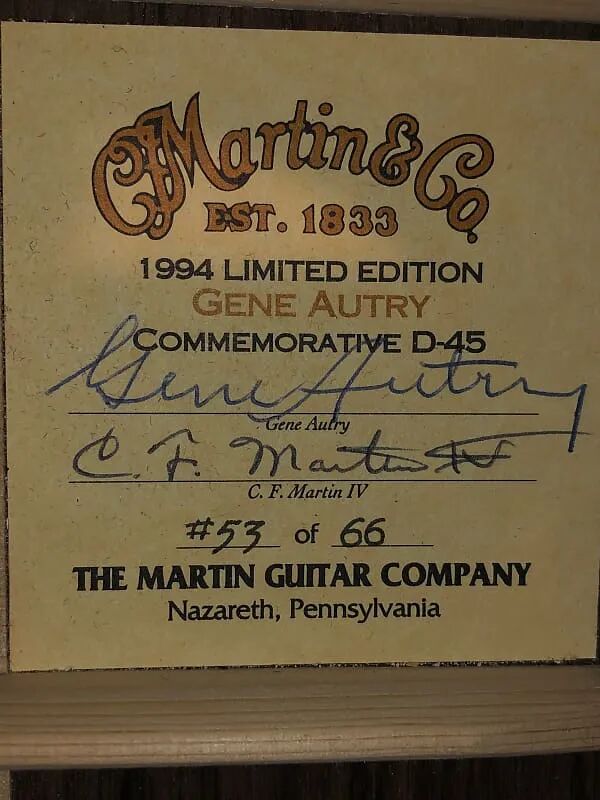 CFMartin & Co.
EST. 1833
1994 LIMITED EDITION
GENE AUTRY
COMMEMORATIVE D-45
Gene Autry
Gene Autry
C. F. Martin IV
C. F. Martin IV
#53 of 66
THE MARTIN GUITAR COMPANY
Nazareth, Pennsylvania